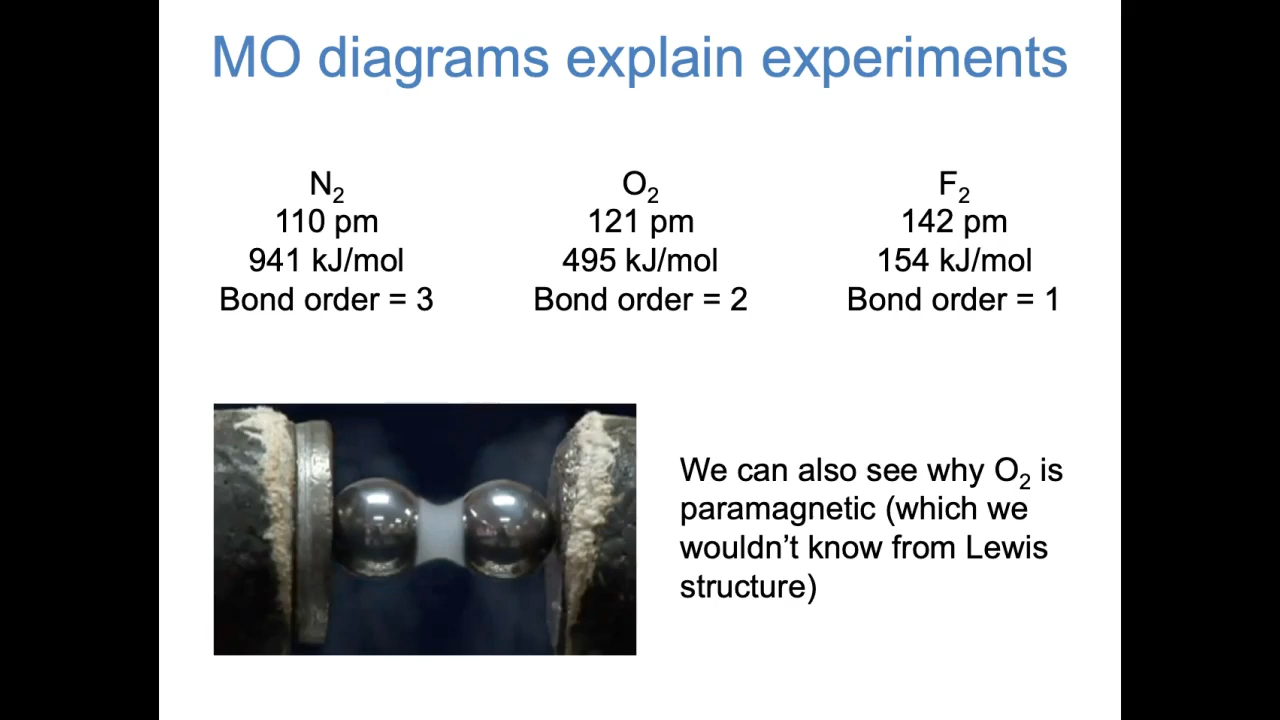 MO diagrams explain experiments
N₂
110 pm
941 kJ/mol
Bond order = 3
O₂
121 pm
495 kJ/mol
Bond order = 2
F₂
142 pm
154 kJ/mol
Bond order = 1
We can also see why O₂ is
paramagnetic (which we
wouldn’t know from Lewis
structure)